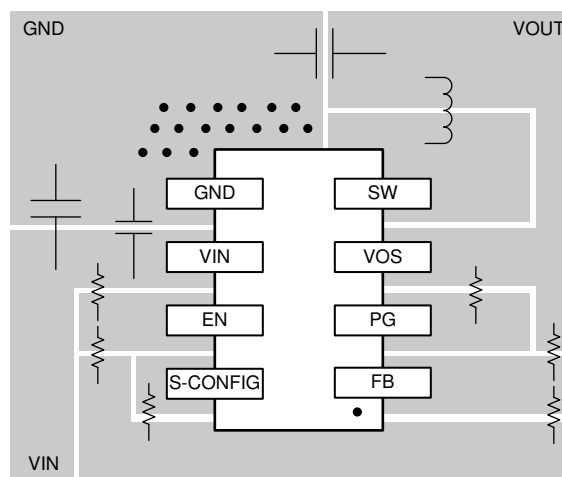 GND
VOUT
GND
SW
VIN
VOS
EN
PG
S-CONFIG
FB
VIN